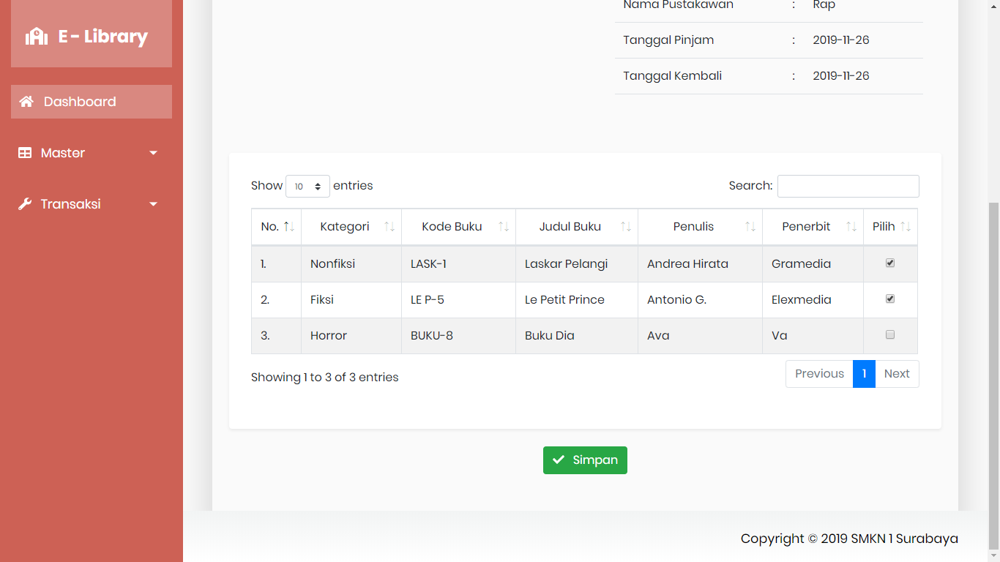 E - Library
Dashboard
Master
Transaksi
Nama Pustakawan : Rap
Tanggal Pinjam : 2019-11-26
Tanggal Kembali : 2019-11-26
Show 10 entries Search:
No. Kategori Kode Buku Judul Buku Penulis Penerbit Pilih
1. Nonfiksi LASK-1 Laskar Pelangi Andrea Hirata Gramedia
2. Fiksi LE P-5 Le Petit Prince Antonio G. Elexmedia
3. Horror BUKU-8 Buku Dia Ava Va
Showing 1 to 3 of 3 entries Previous 1 Next
Simpan
Copyright © 2019 SMKN 1 Surabaya